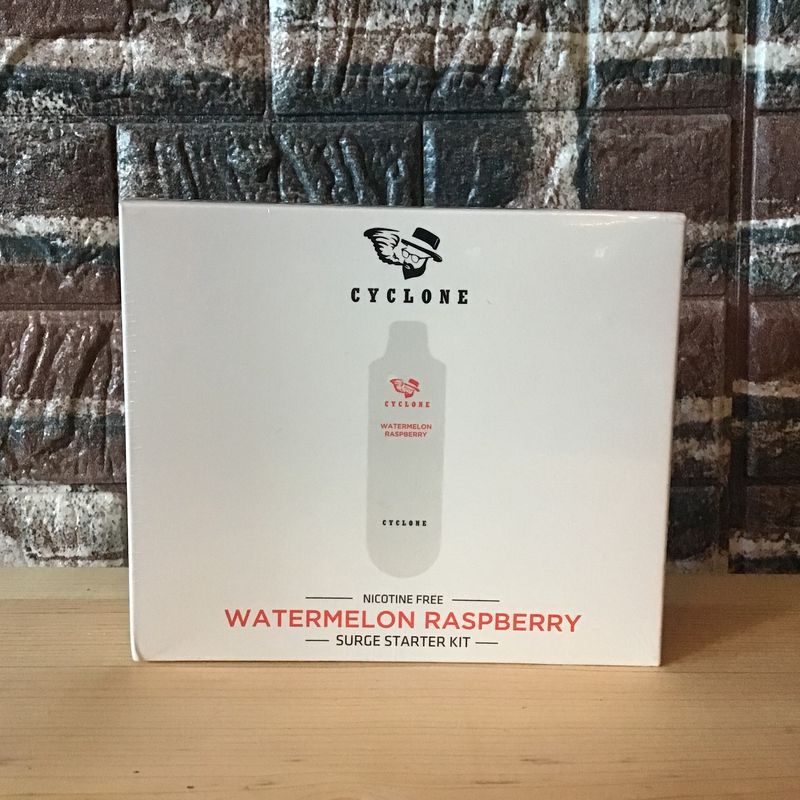 CYCLONE
CYCLONE
WATERMELON
RASPBERRY
CYCLONE
NICOTINE FREE
WATERMELON RASPBERRY
SURGE STARTER KIT